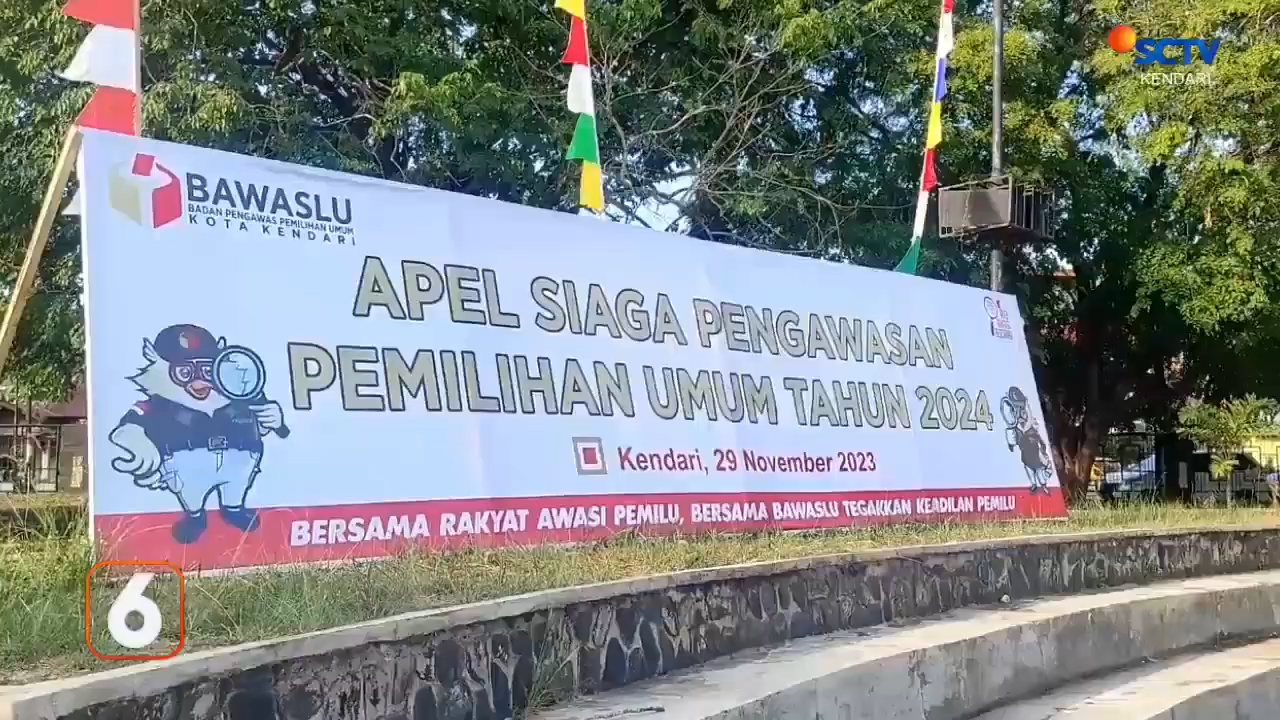 SCTV
KENDARI
BAWASLU
BADAN PENGAWAS PEMILIHAN UMUM
KOTA KENDARI
APEL SIAGA PENGAWASAN
PEMILIHAN UMUM TAHUN 2024
Kendari, 29 November 2023
BERSAMA RAKYAT AWASI PEMILU, BERSAMA BAWASLU TEGAKKAN KEADILAN PEMILU
6